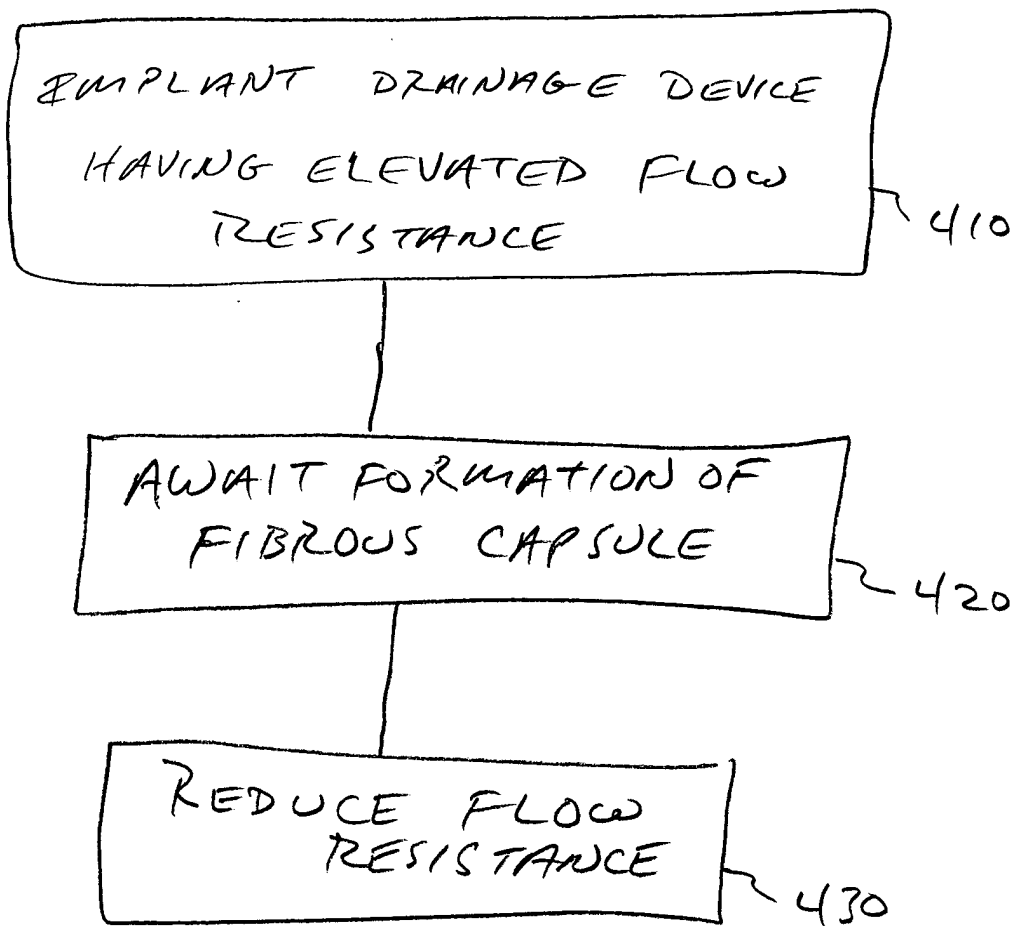 IMPLANT DRAINAGE DEVICE
HAVING ELEVATED FLOW
RESISTANCE
410
AWAIT FORMATION OF
FIBROUS CAPSULE
420
REDUCE FLOW
RESISTANCE
430